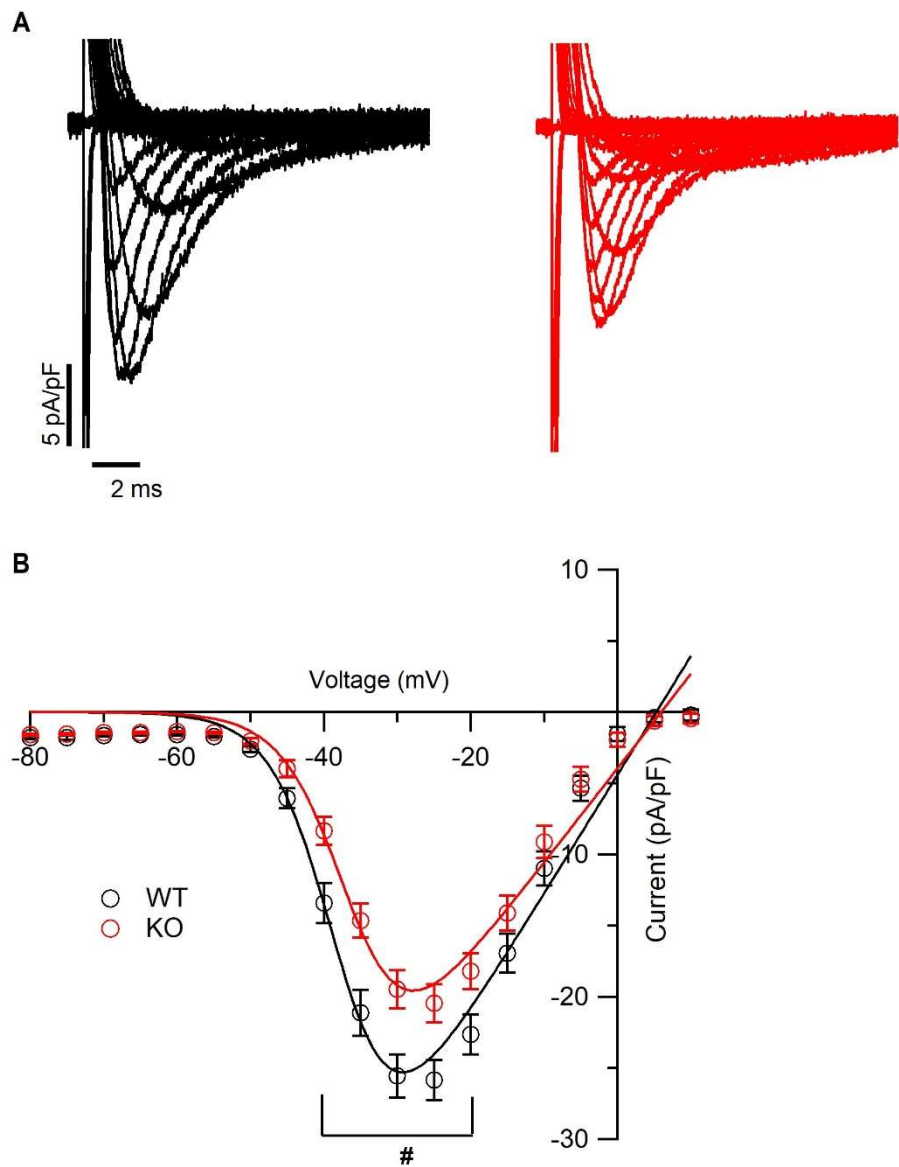 A
5 pA/pF
2 ms
B
10
Voltage (mV)
-80
-60
-40
-20
-10
Current (pA/pF)
WT
KO
-20
-30
#